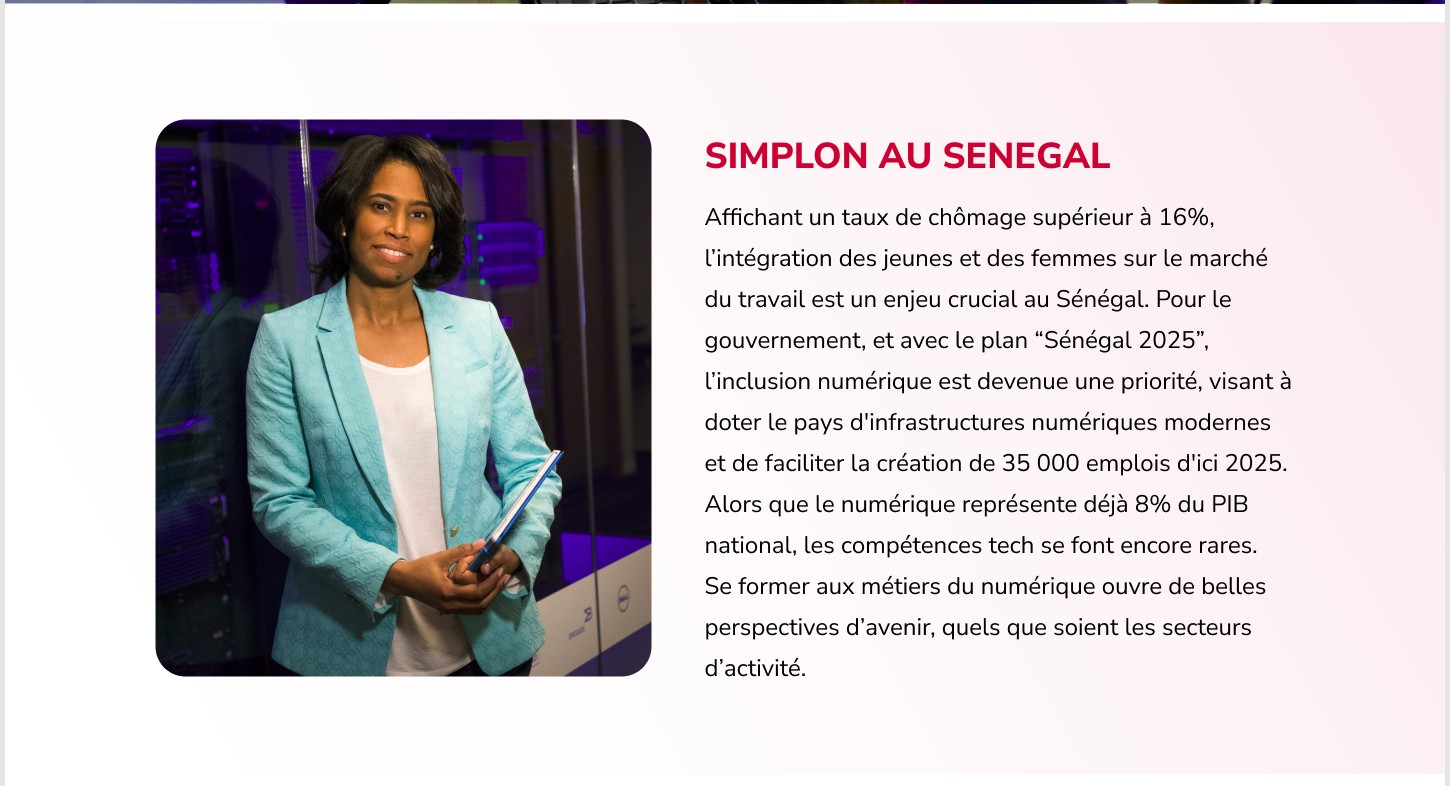 SIMPLON AU SENEGAL
Affichant un taux de chômage supérieur à 16%,
l’intégration des jeunes et des femmes sur le marché
du travail est un enjeu crucial au Sénégal. Pour le
gouvernement, et avec le plan “Sénégal 2025”,
l’inclusion numérique est devenue une priorité, visant à
doter le pays d'infrastructures numériques modernes
et de faciliter la création de 35 000 emplois d'ici 2025.
Alors que le numérique représente déjà 8% du PIB
national, les compétences tech se font encore rares.
Se former aux métiers du numérique ouvre de belles
perspectives d’avenir, quels que soient les secteurs
d’activité.